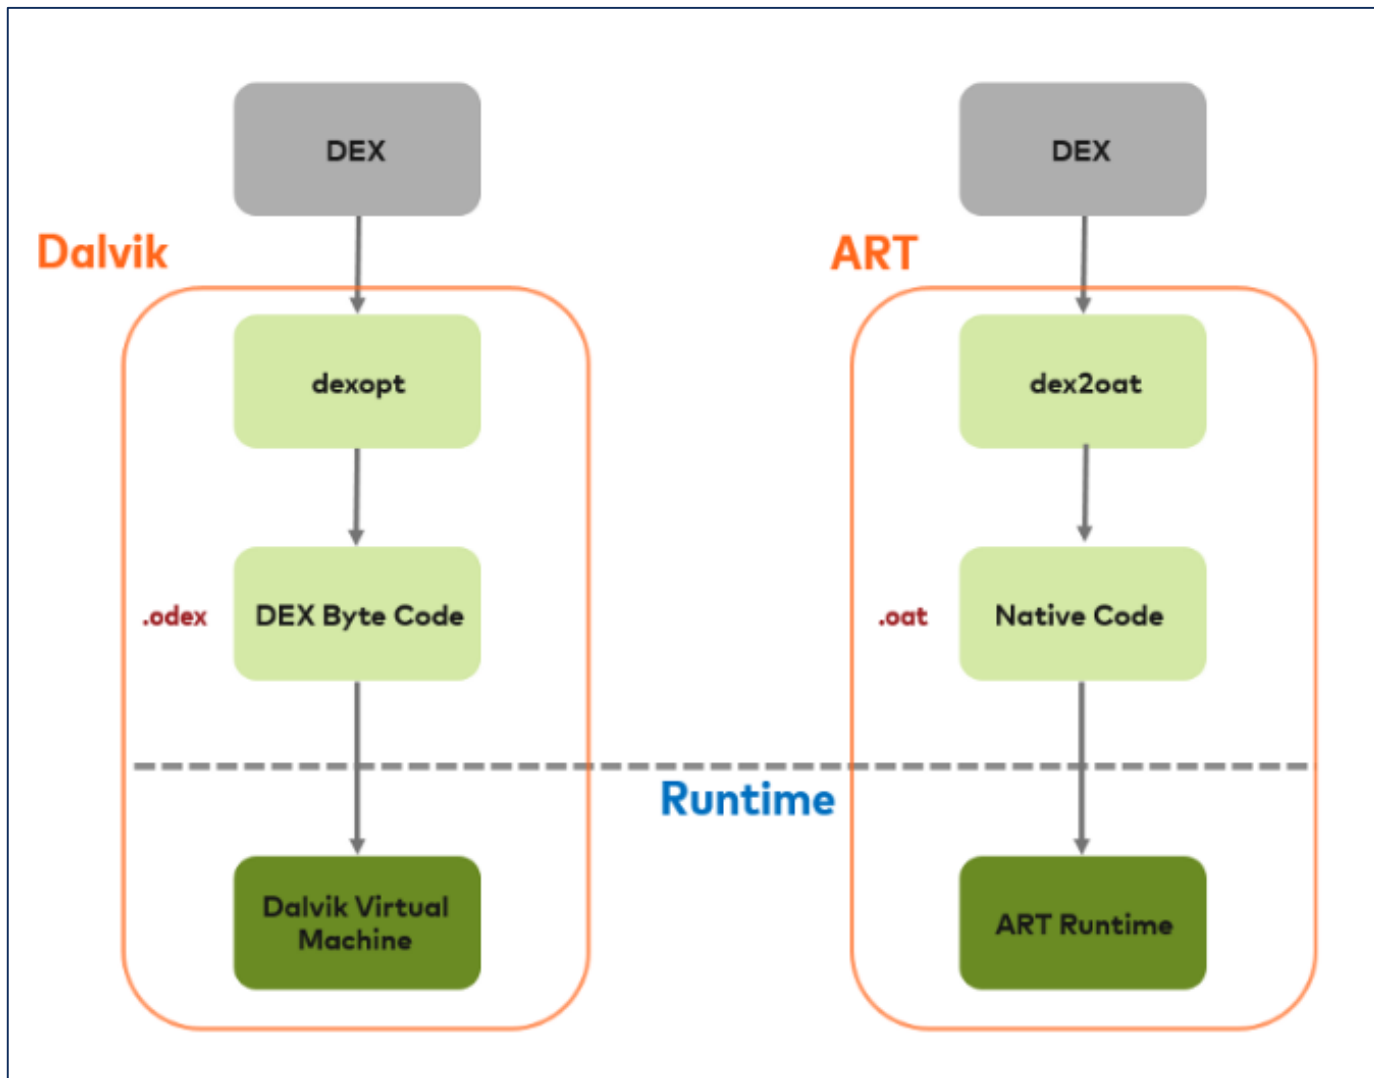 DEX
DEX
Dalvik
ART
dexopt
dex2oat
.odex
DEX Byte Code
.oat
Native Code
Runtime
Dalvik Virtual
Machine
ART Runtime